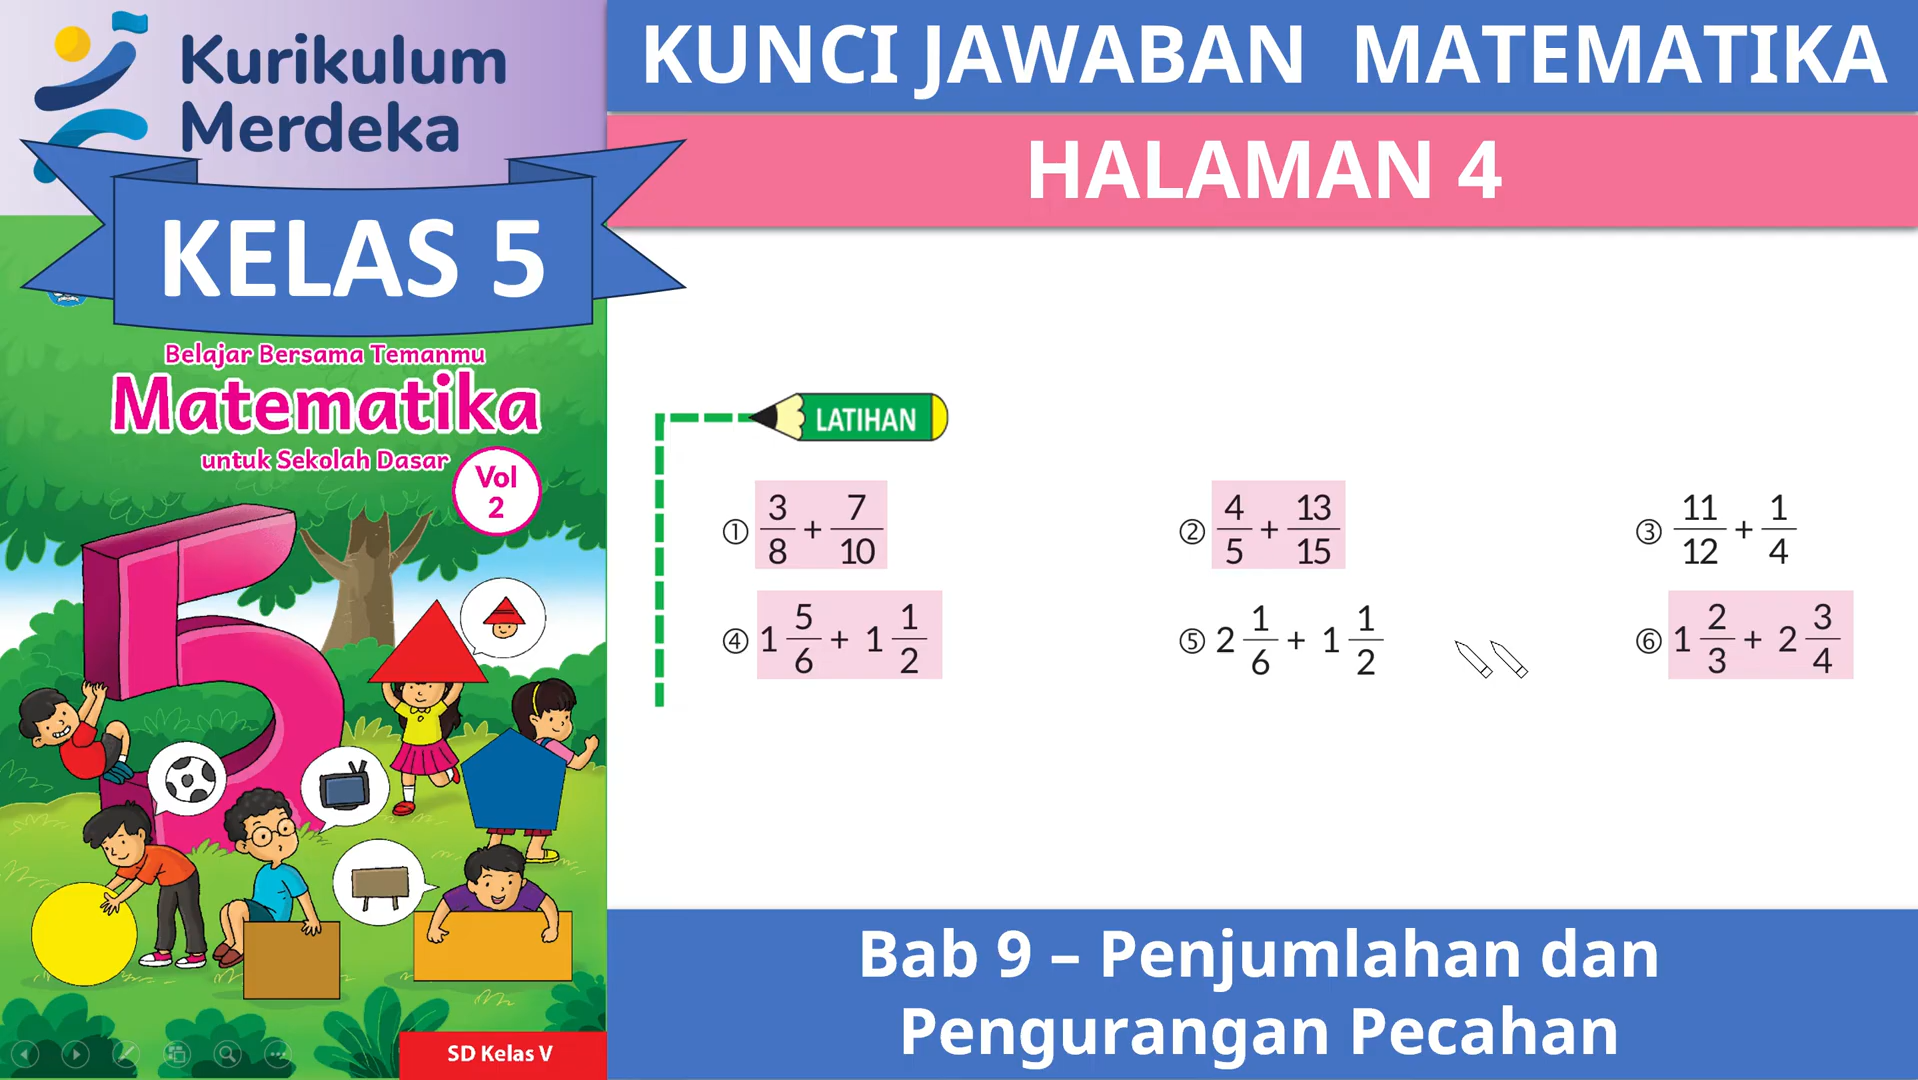 Kurikulum
Merdeka
KELAS 5
Belajar Bersama Temanmu
Matematika
untuk Sekolah Dasar
Vol
2
SD Kelas V
KUNCI JAWABAN MATEMATIKA
HALAMAN 4
LATIHAN
① 3/8 + 7/10 ② 4/5 + 13/15 ③ 11/12 + 1/4
④ 1 5/6 + 1 1/2 ⑤ 2 1/6 + 1 1/2 ⑥ 1 2/3 + 2 3/4
Bab 9 – Penjumlahan dan
Pengurangan Pecahan